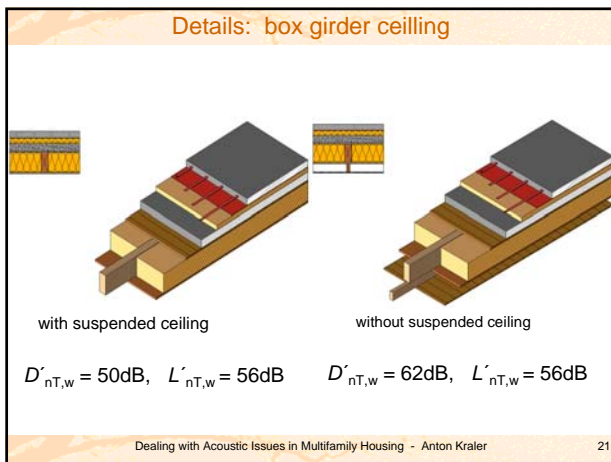 Details: box girder ceilling
with suspended ceiling
without suspended ceiling
D´nT,w = 50dB, L´nT,w = 56dB
D´nT,w = 62dB, L´nT,w = 56dB
Dealing with Acoustic Issues in Multifamily Housing - Anton Kraler
21